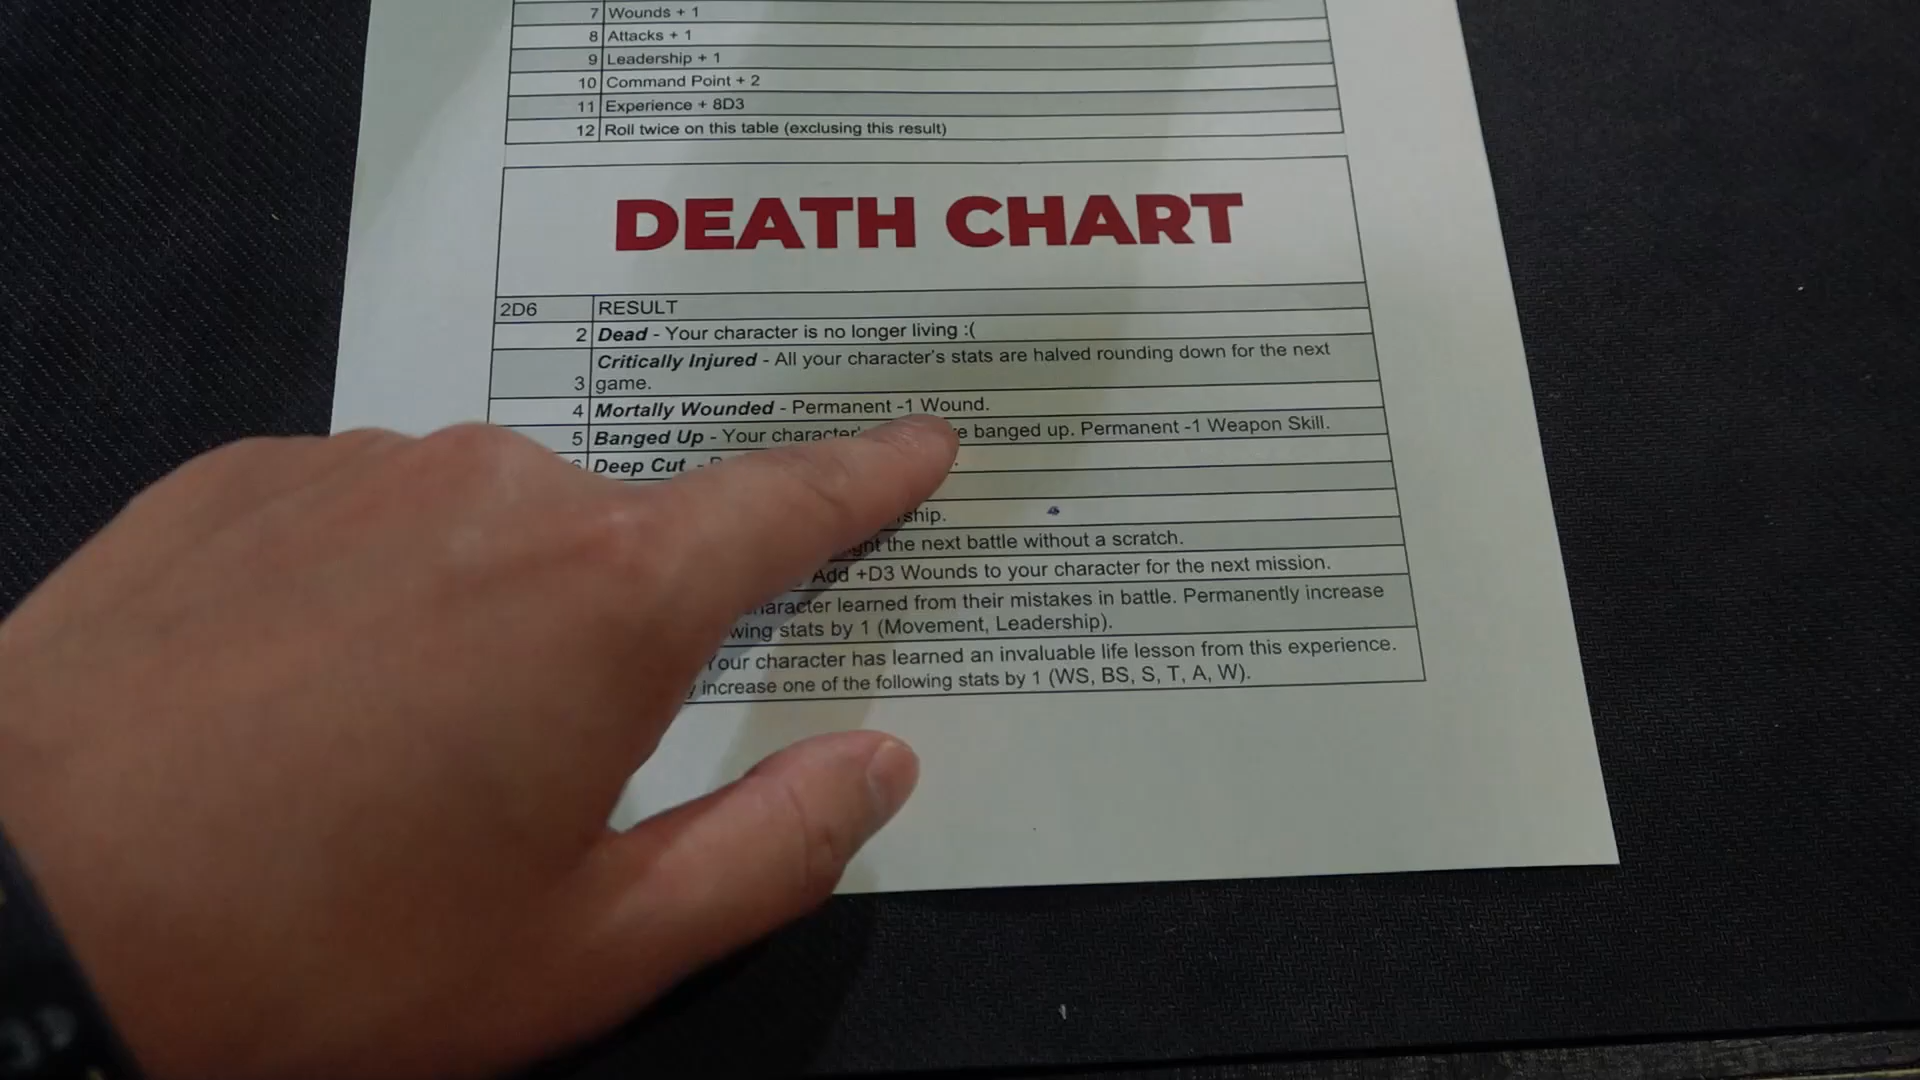 7 Wounds + 1
8 Attacks + 1
9 Leadership + 1
10 Command Point + 2
11 Experience + 8D3
12 Roll twice on this table (exclusing this result)
DEATH CHART
2D6 RESULT
2 Dead - Your character is no longer living :(
Critically Injured - All your character's stats are halved rounding down for the next
3 game.
4 Mortally Wounded - Permanent -1 Wound.
5 Banged Up - Your character' banged up. Permanent -1 Weapon Skill.
Deep Cut -
the next battle without a scratch.
Add +D3 Wounds to your character for the next mission.
learned from their mistakes in battle. Permanently increase
stats by 1 (Movement, Leadership).
Your character has learned an invaluable life lesson from this experience.
increase one of the following stats by 1 (WS, BS, S, T, A, W).